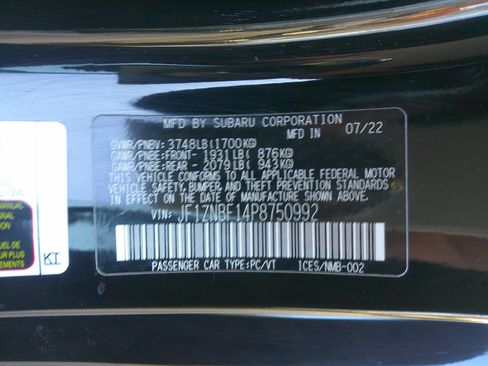 MFD BY SUBARU CORPORATION
MFD IN 07/22
GVWR/PNBV: 3748LB(1700KG)
GAWR/PNBE:FRONT- 1931LB( 876KG)
GAWR/PNBE:REAR- 2079LB( 943KG)
THIS VEHICLE CONFORMS TO ALL APPLICABLE FEDERAL MOTOR
VEHICLE SAFETY, BUMPER, AND THEFT PREVENTION STANDARDS
IN EFFECT ON THE DATE OF MANUFACTURE SHOWN ABOVE.
VIN: JF1ZNBE14P8750992
PASSENGER CAR TYPE:PC/VT ICES/NMB-002
KI